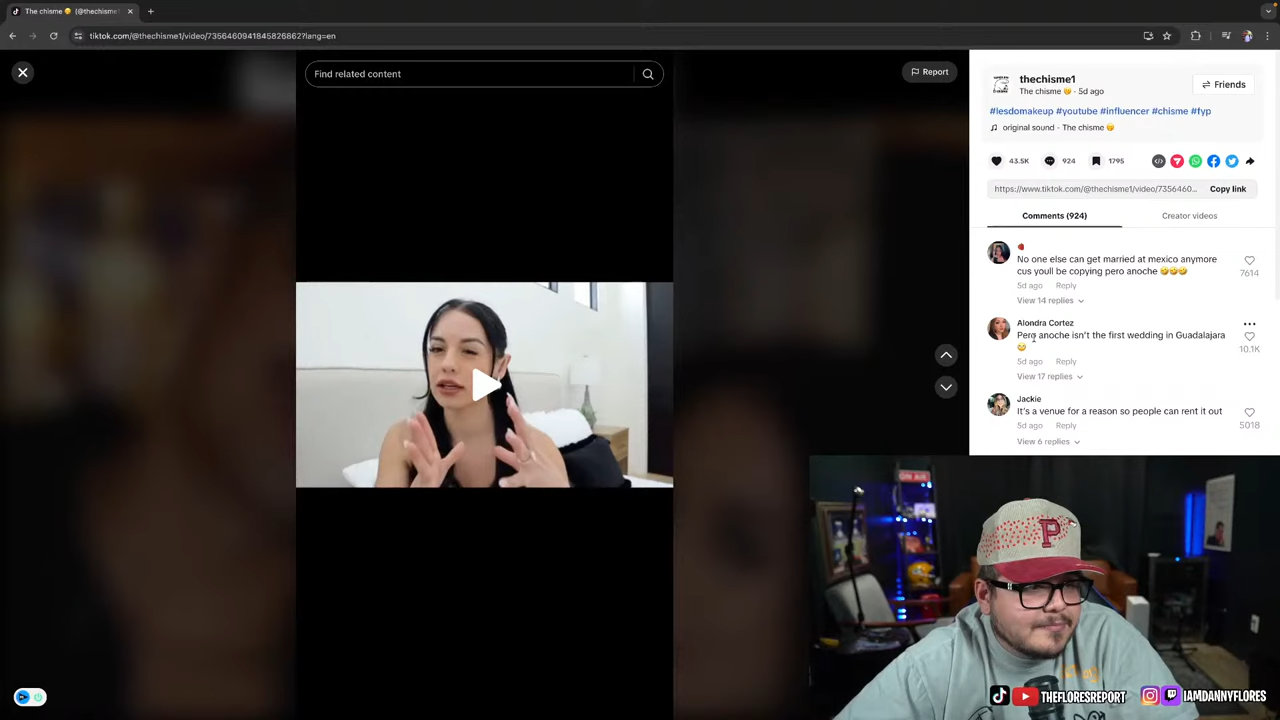 The chisme 🤭 (@thechisme1
tiktok.com/@thechisme1/video/7356460941845826862?lang=en
Find related content
Report
thechisme1
The chisme 🤭 · 5d ago
Friends
#lesdomakeup #youtube #influencer #chisme #fyp
original sound - The chisme 🤭
43.5K
924
1795
https://www.tiktok.com/@thechisme1/video/7356460...
Copy link
Comments (924)
Creator videos
🍓
No one else can get married at mexico anymore
cus youll be copying pero anoche 🤣🤣🤣
7614
5d ago Reply
View 14 replies
Alondra Cortez
Pero anoche isn't the first wedding in Guadalajara
10.1K
5d ago Reply
View 17 replies
Jackie
It's a venue for a reason so people can rent it out
5018
5d ago Reply
View 6 replies
ON AIR
P
THEFLORESREPORT
IAMDANNYFLORES